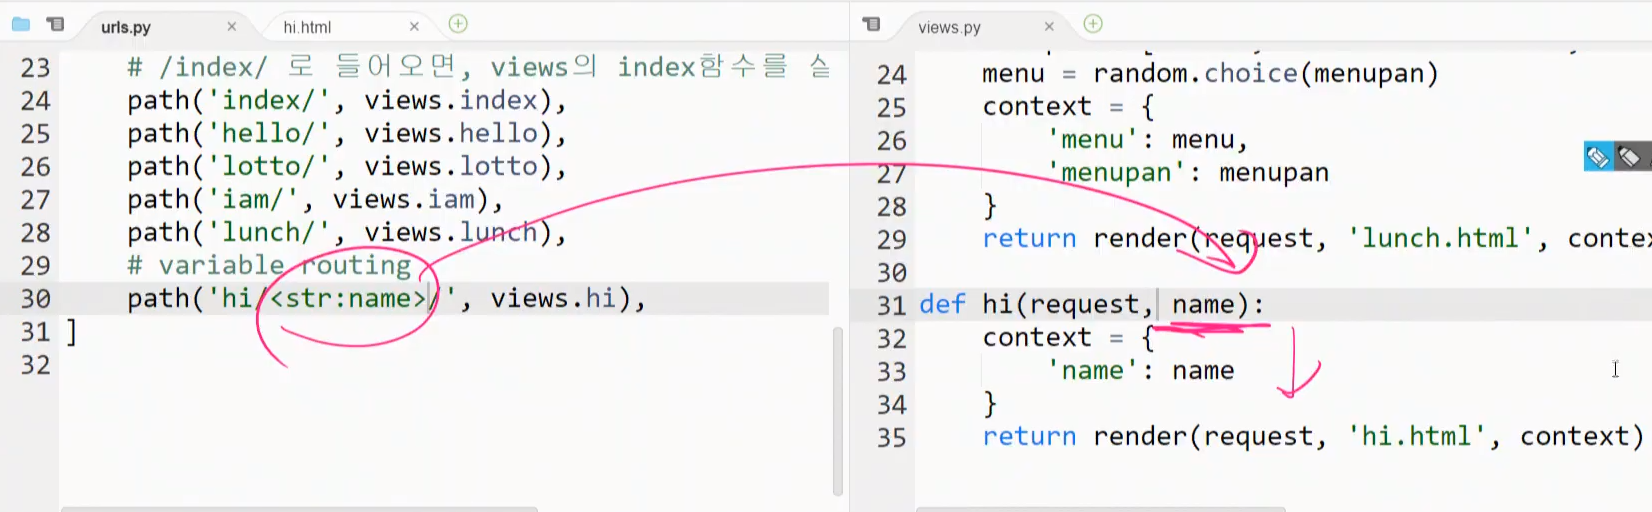 urls.py
hi.html
23 # /index/ 로 들어오면, views의 index함수를
24 path('index/', views.index),
25 path('hello/', views.hello),
26 path('lotto/', views.lotto),
27 path('iam/', views.iam),
28 path('lunch/', views.lunch),
29 # variable routing
30 path('hi/<str:name>/', views.hi),
31 ]
32
views.py
24 menu = random.choice(menupan)
25 context = {
26 'menu': menu,
27 'menupan': menupan
28 }
29 return render(request, 'lunch.html', contex
30
31 def hi(request, name):
32 context = {
33 'name': name
34 }
35 return render(request, 'hi.html', context)